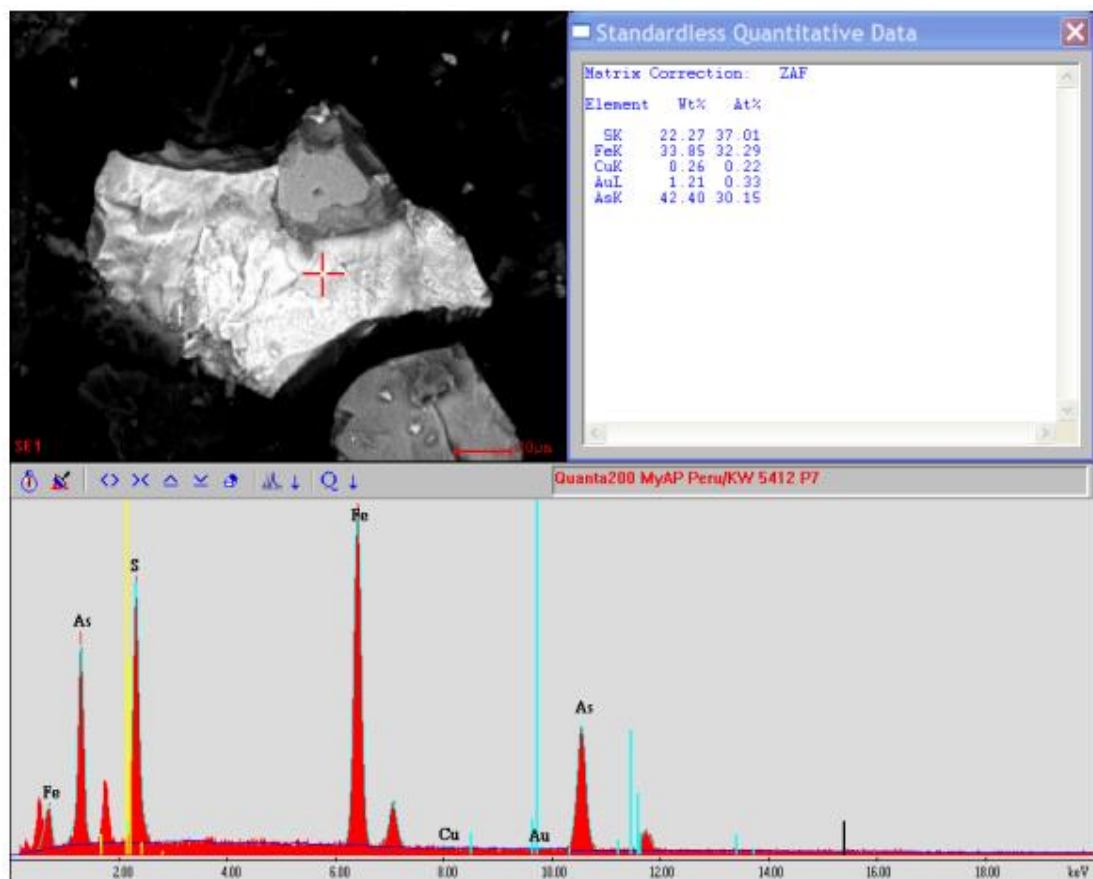 Standardless Quantitative Data
Matrix Correction: ZAF
Element Wt% At%
SK 22.27 37.01
FeK 33.85 32.29
CuK 0.26 0.22
AuL 1.21 0.33
AsK 42.40 30.15
SE1
Quanta200 MyAP Peru/KW 5412 P7
Q
Fe
S
As
As
Fe
Cu
Au
2.00 4.00 6.00 8.00 10.00 12.00 14.00 16.00 18.00 keV